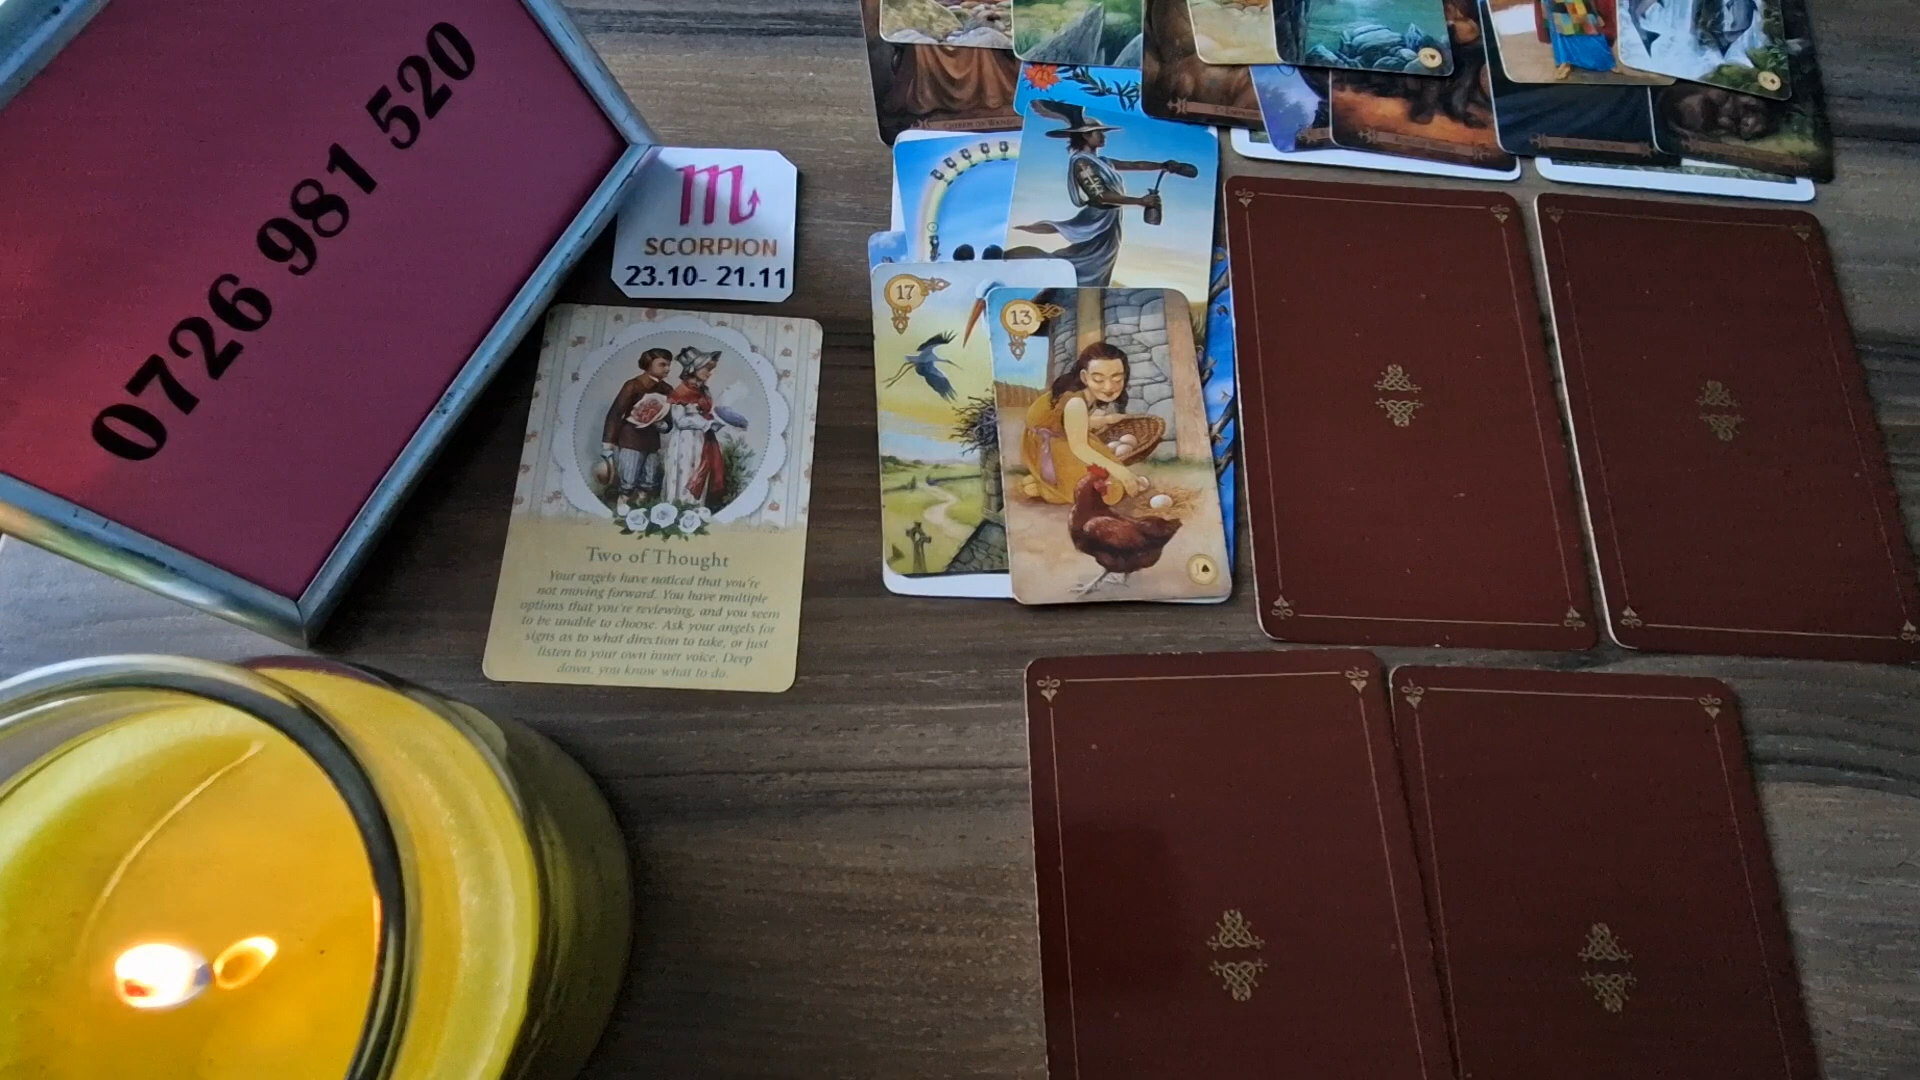 0726 981 520
SCORPION
23.10- 21.11
17
13
Two of Thought
Your angels have noticed that you're
not moving forward. You have multiple
options that you're reviewing, and you seem
to be unable to choose. Ask your angels for
signs as to what direction to take, or just
listen to your own inner voice. Deep
down, you know what to do.